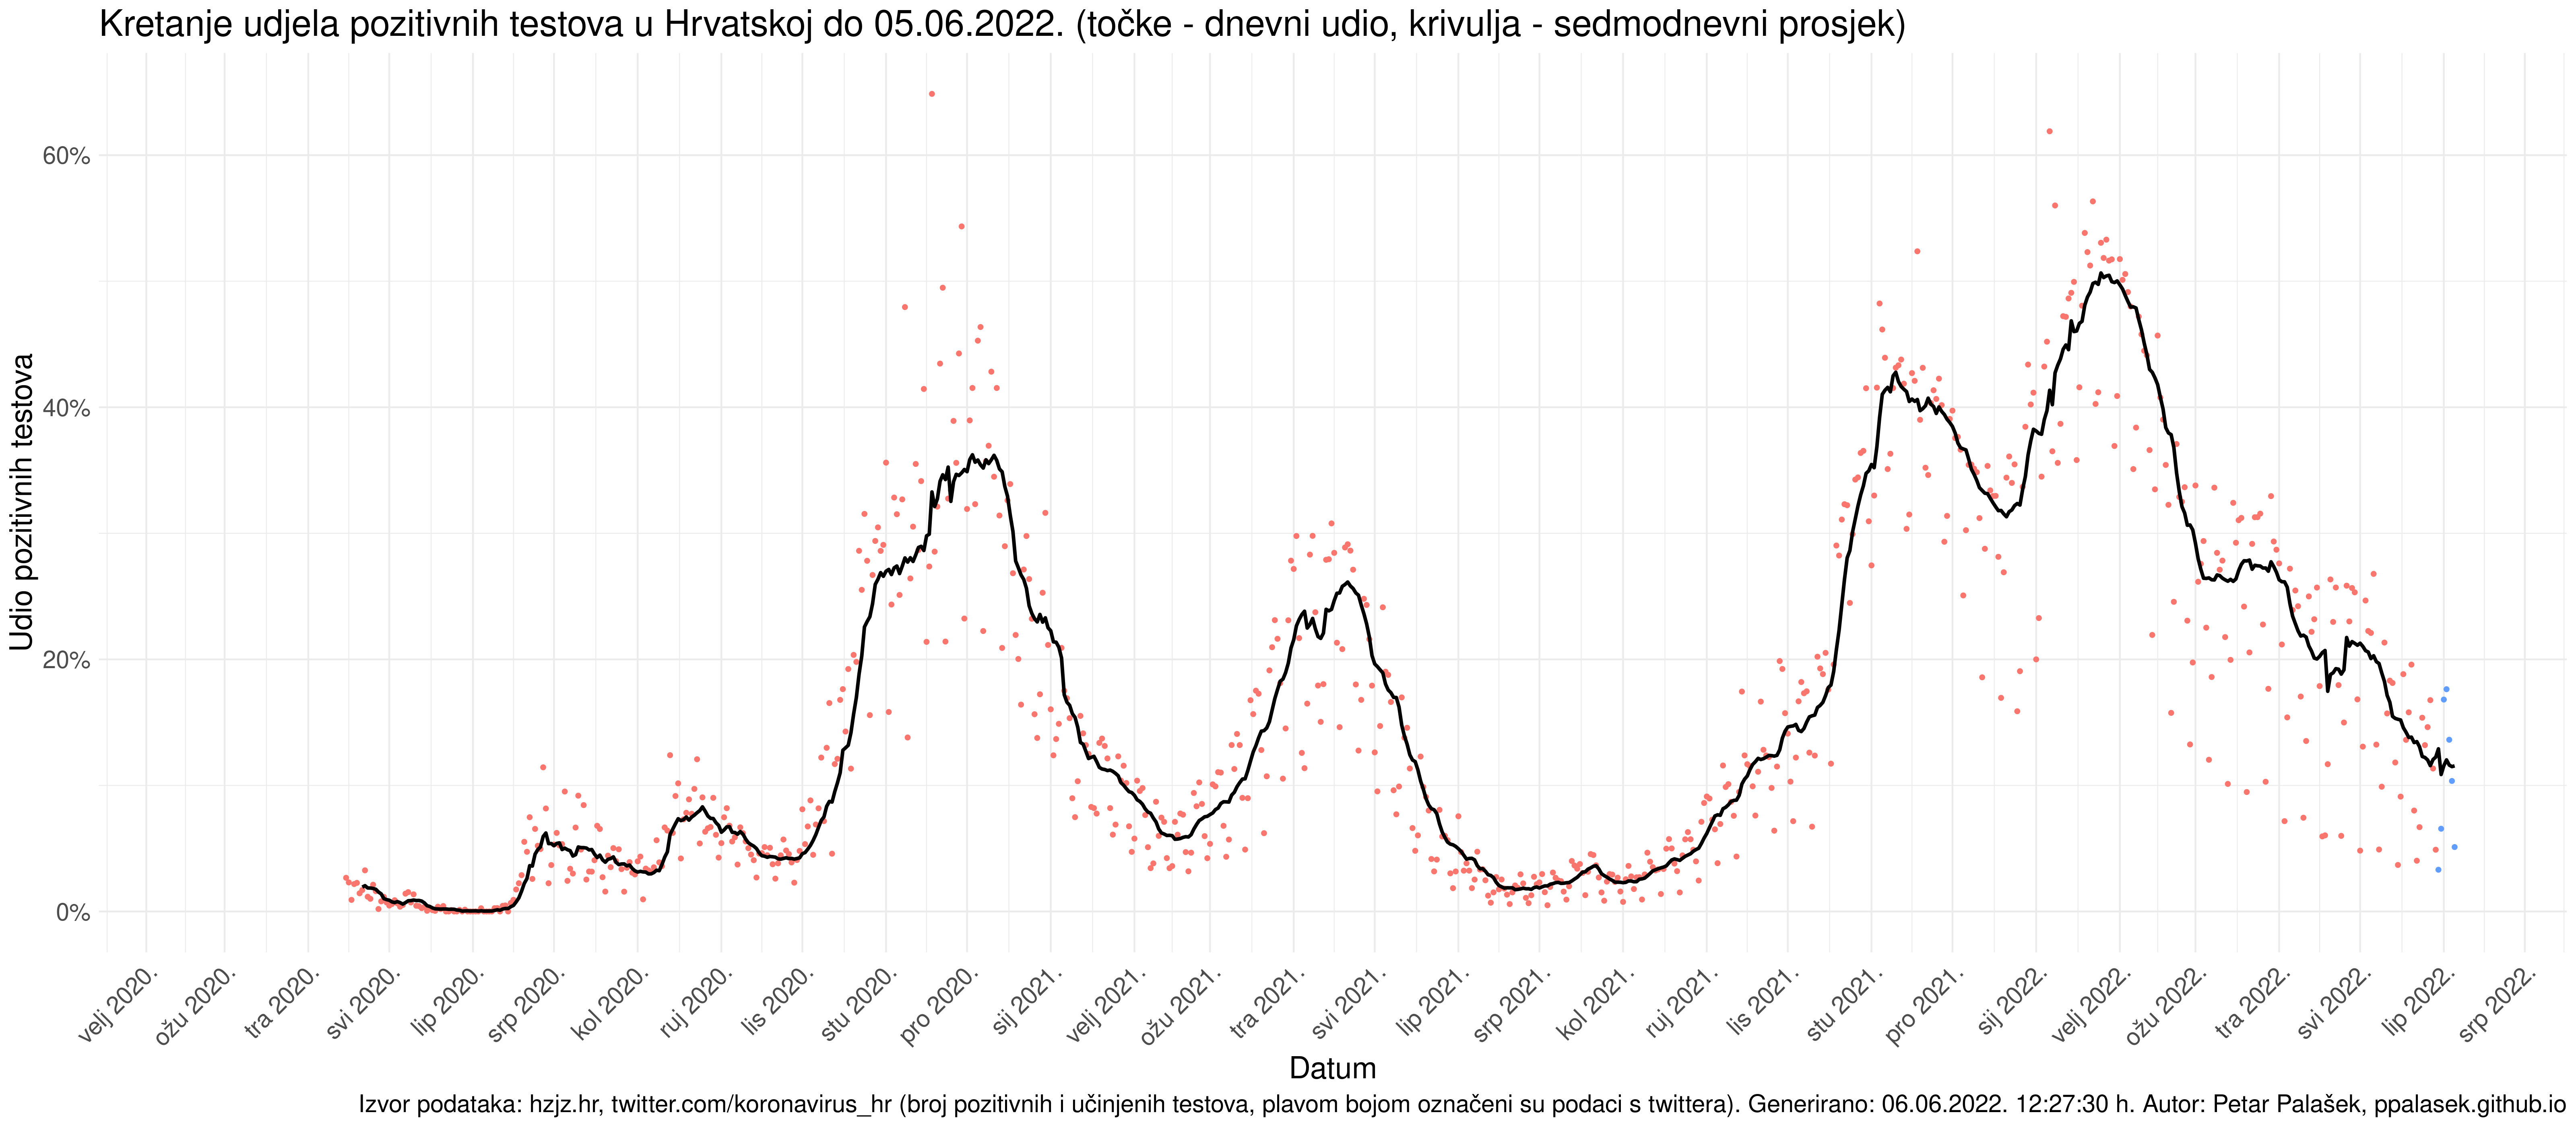 Kretanje udjela pozitivnih testova u Hrvatskoj do 05.06.2022. (točke - dnevni udio, krivulja - sedmodnevni prosjek)
Udio pozitivnih testova
60%
40%
20%
0%
velj 2020.
ožu 2020.
tra 2020.
svi 2020.
lip 2020.
srp 2020.
kol 2020.
ruj 2020.
lis 2020.
stu 2020.
pro 2020.
sij 2021.
velj 2021.
ožu 2021.
tra 2021.
svi 2021.
lip 2021.
srp 2021.
kol 2021.
ruj 2021.
lis 2021.
stu 2021.
pro 2021.
sij 2022.
velj 2022.
ožu 2022.
tra 2022.
svi 2022.
lip 2022.
srp 2022.
Datum
Izvor podataka: hzjz.hr, twitter.com/koronavirus_hr (broj pozitivnih i učinjenih testova, plavom bojom označeni su podaci s twittera). Generirano: 06.06.2022. 12:27:30 h. Autor: Petar Palašek, ppalasek.github.io